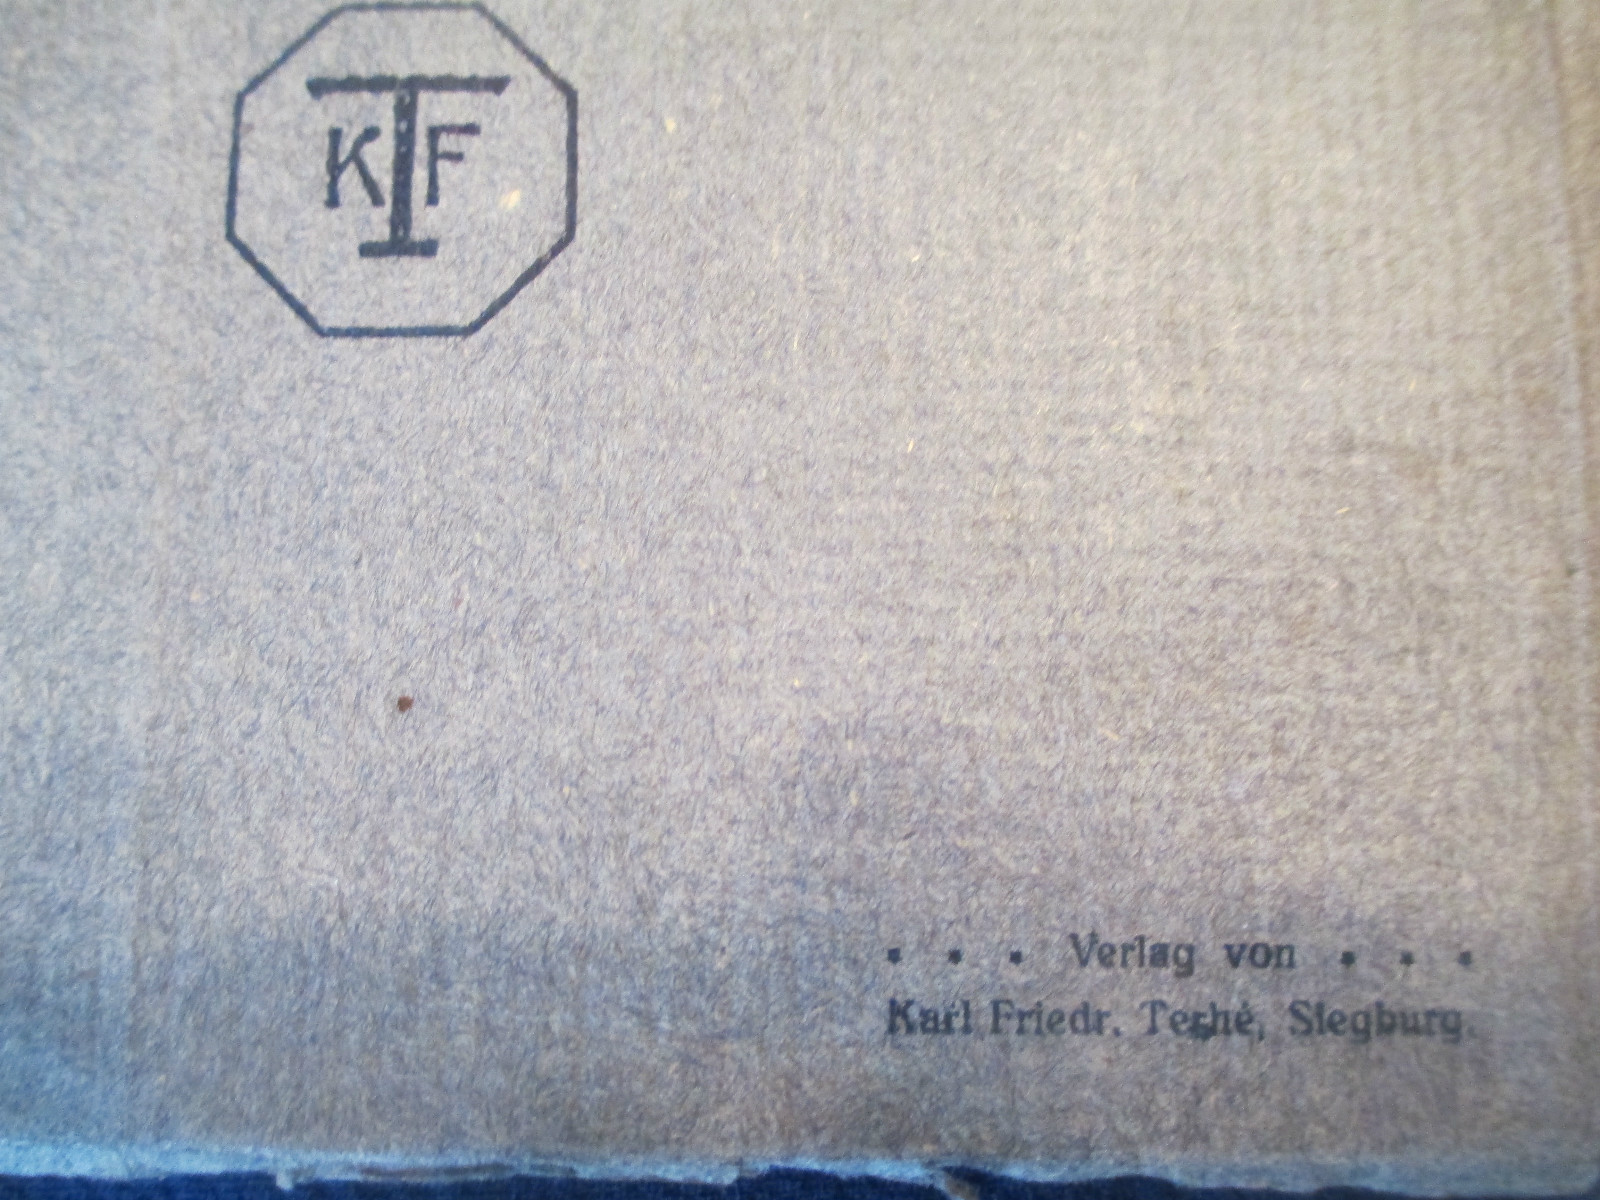 KTF
Verlag von
Karl Friedr. Teché, Siegburg.